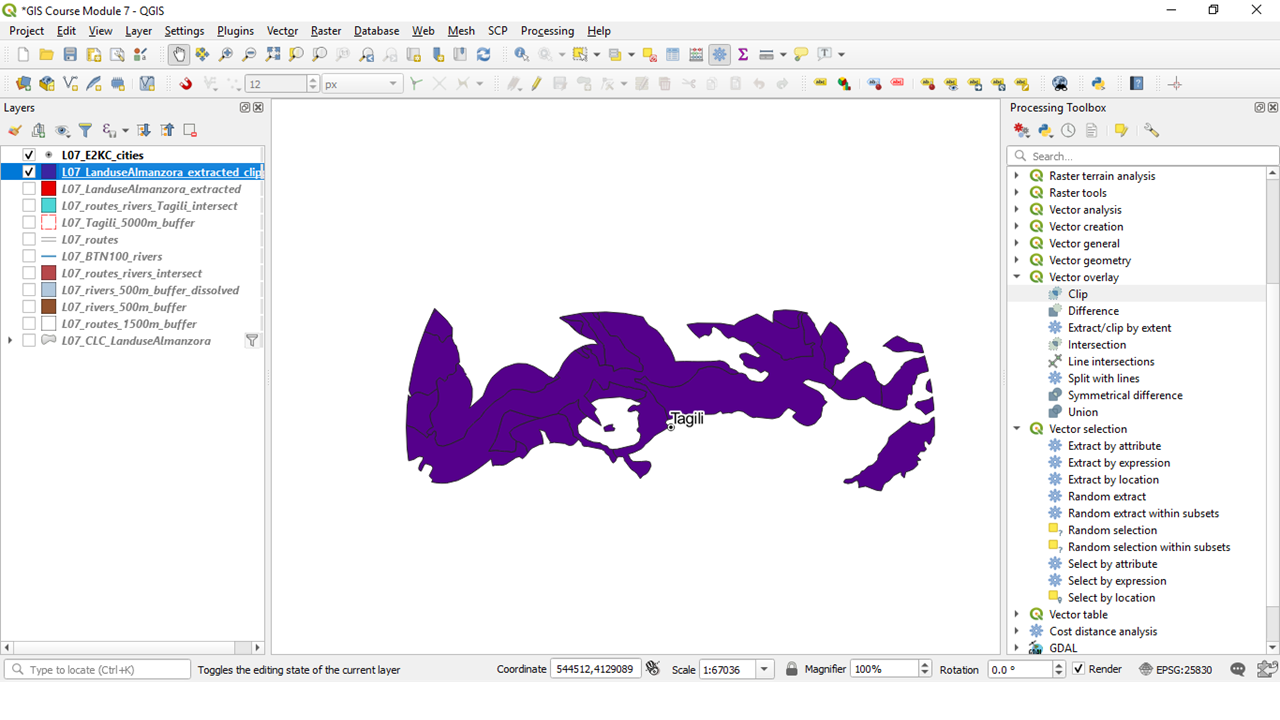 *GIS Course Module 7 - QGIS
Project Edit View Layer Settings Plugins Vector Raster Database Web Mesh SCP Processing Help
12 px
Layers
L07_E2KC_cities
L07_LanduseAlmanzora_extracted_clip
L07_LanduseAlmanzora_extracted
L07_routes_rivers_Tagili_intersect
L07_Tagili_5000m_buffer
L07_routes
L07_BTN100_rivers
L07_routes_rivers_intersect
L07_rivers_500m_buffer_dissolved
L07_rivers_500m_buffer
L07_routes_1500m_buffer
L07_CLC_LanduseAlmanzora
Tagili
Processing Toolbox
Search...
Raster terrain analysis
Raster tools
Vector analysis
Vector creation
Vector general
Vector geometry
Vector overlay
Clip
Difference
Extract/clip by extent
Intersection
Line intersections
Split with lines
Symmetrical difference
Union
Vector selection
Extract by attribute
Extract by expression
Extract by location
Random extract
Random extract within subsets
Random selection
Random selection within subsets
Select by attribute
Select by expression
Select by location
Vector table
Cost distance analysis
GDAL
Type to locate (Ctrl+K) Toggles the editing state of the current layer Coordinate 544512,4129089 Scale 1:67036 Magnifier 100% Rotation 0.0 ° Render EPSG:25830